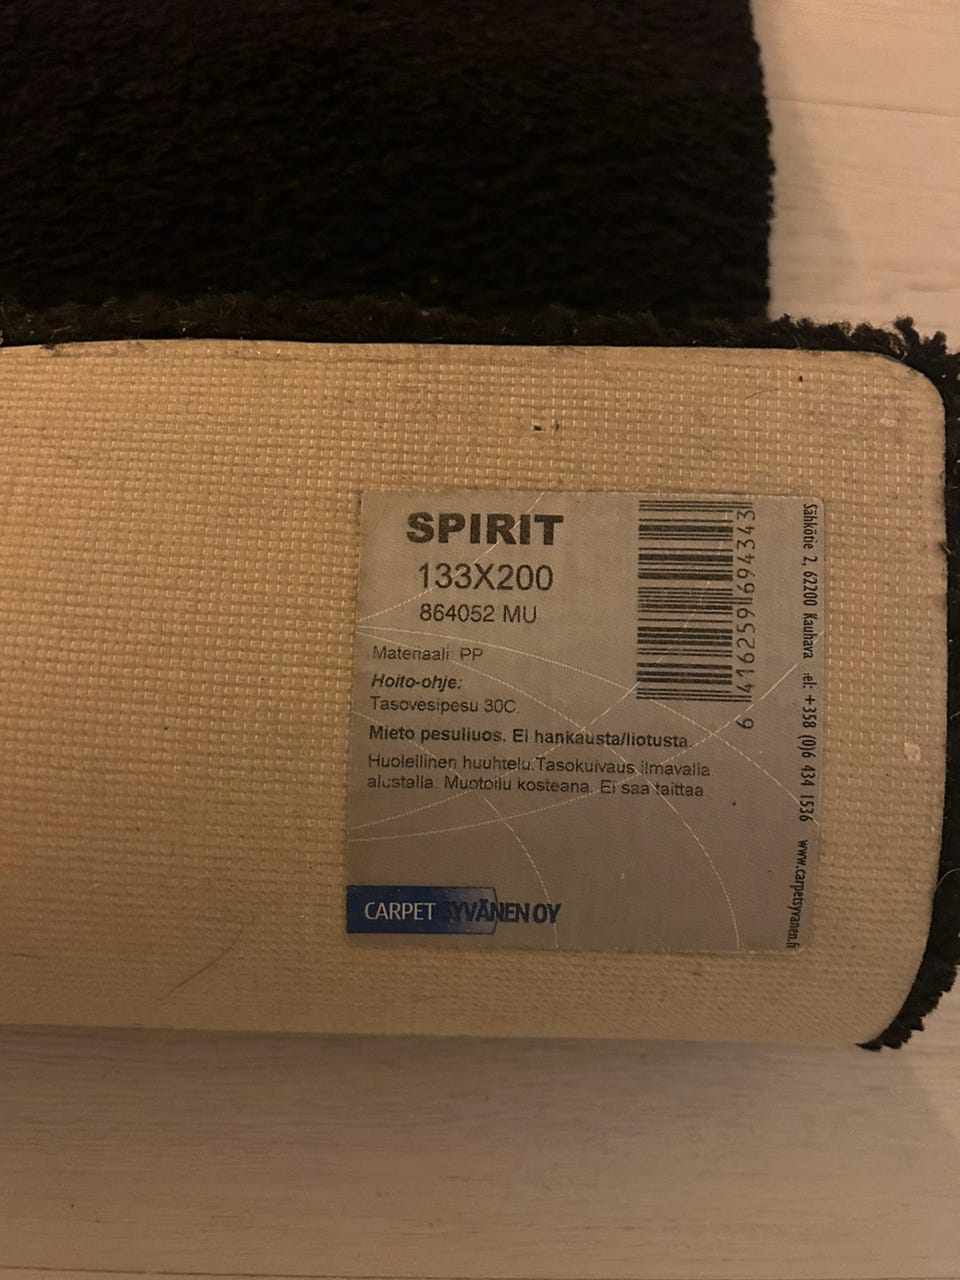 SPIRIT
133X200
864052 MU
Materiaali: PP
Hoito-ohje:
Tasovesipesu 30C.
Mieto pesuliuos. Ei hankausta/liotusta.
Huolellinen huuhtelu.Tasokuivaus ilmavalla
alustalla. Muotoilu kosteana. Ei saa taittaa.
CARPET SYVÄNEN OY
6 416259 694343
Sähkötie 2, 62200 Kauhava tel: +358 (0)6 434 1536 www.carpetsyvanen.fi